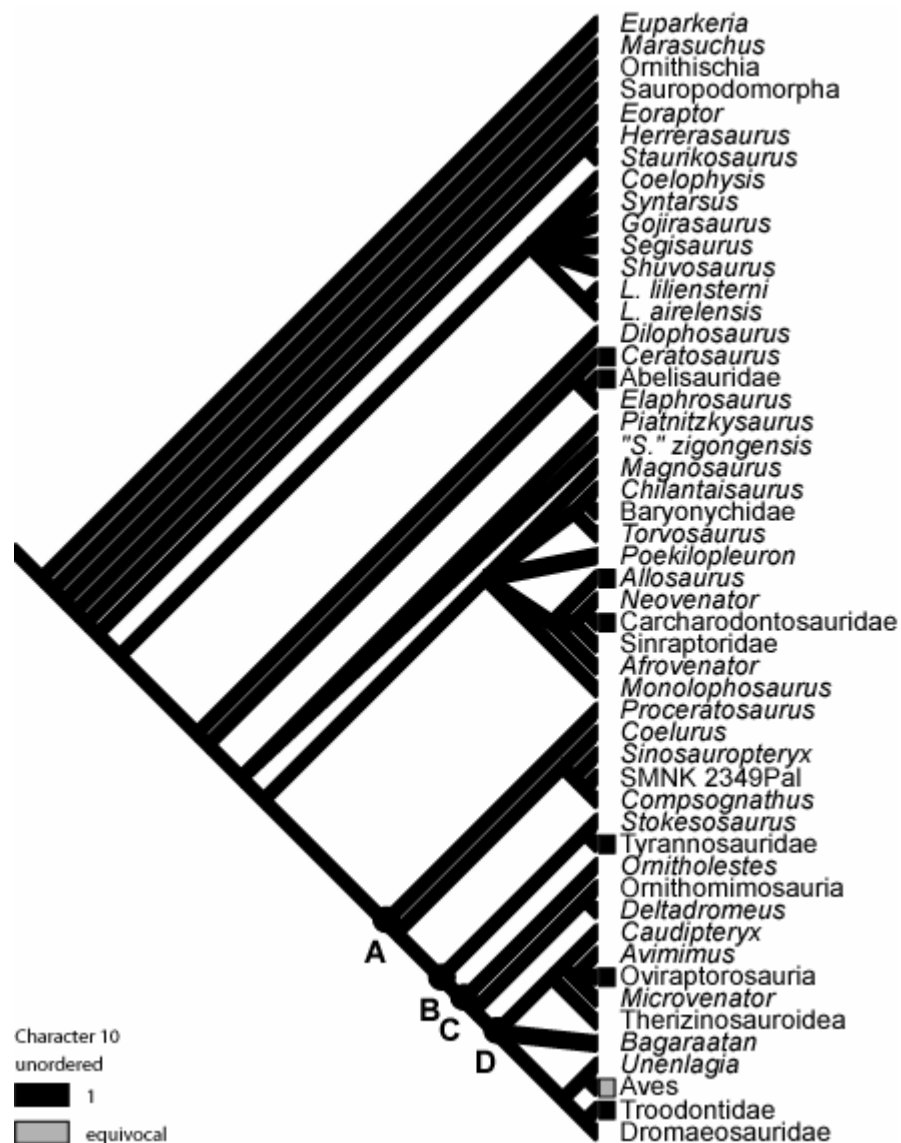 Euparkeria
Marasuchus
Ornithischia
Sauropodomorpha
Eoraptor
Herrerasaurus
Staurikosaurus
Coelophysis
Syntarsus
Gojirasaurus
Segisaurus
Shuvosaurus
L. liliensterni
L. airelensis
Dilophosaurus
Ceratosaurus
Abelisauridae
Elaphrosaurus
Piatnitzkysaurus
"S." zigongensis
Magnosaurus
Chilantaisaurus
Baryonychidae
Torvosaurus
Poekilopleuron
Allosaurus
Neovenator
Carcharodontosauridae
Sinraptoridae
Afrovenator
Monolophosaurus
Proceratosaurus
Coelurus
Sinosauropteryx
SMNK 2349Pal
Compsognathus
Stokesosaurus
Tyrannosauridae
Ornitholestes
Ornithomimosauria
Deltadromeus
Caudipteryx
Avimimus
Oviraptorosauria
Microvenator
Therizinosauroidea
Bagaraatan
Unenlagia
Aves
Troodontidae
Dromaeosauridae
A
B
C
D
Character 10
unordered
1
equivocal